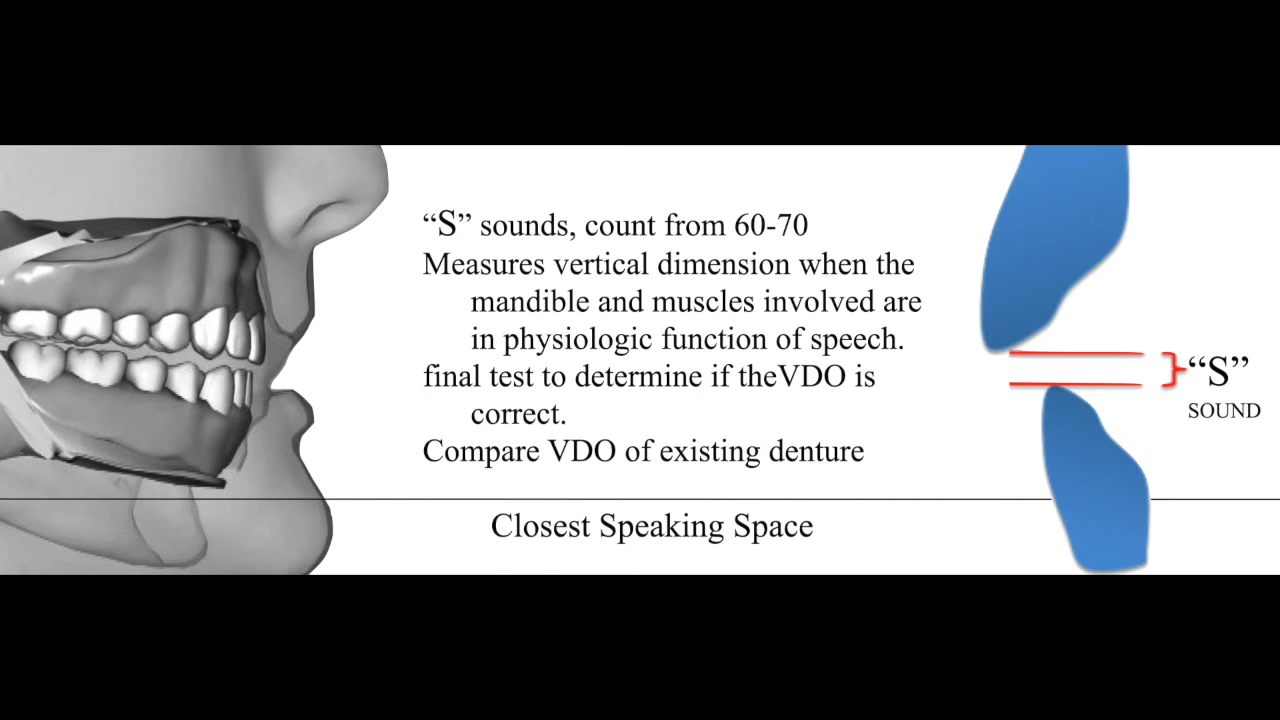 “S” sounds, count from 60-70
Measures vertical dimension when the
mandible and muscles involved are
in physiologic function of speech.
final test to determine if theVDO is
correct.
Compare VDO of existing denture
“S”
SOUND
Closest Speaking Space